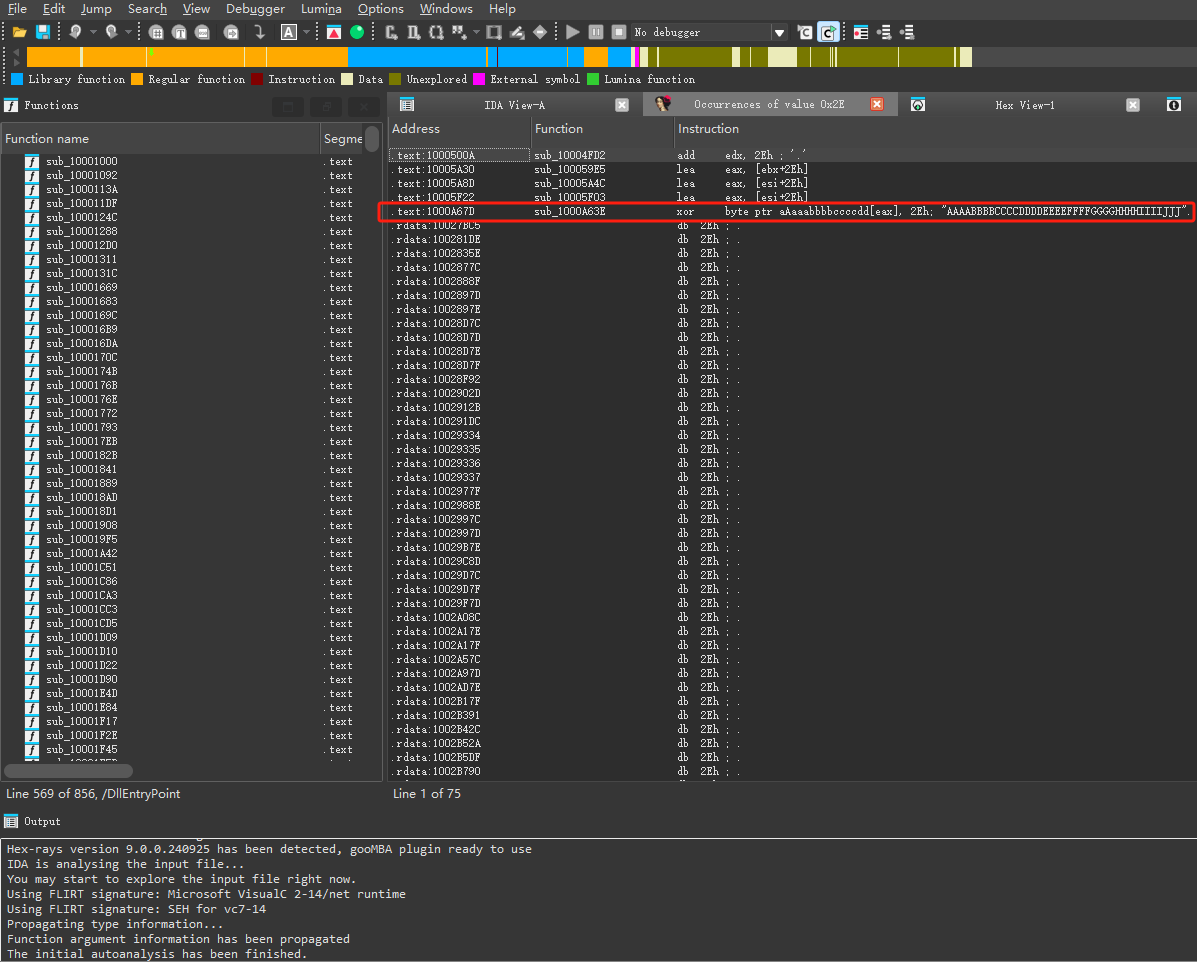 File Edit Jump Search View Debugger Lumina Options Windows Help
No debugger
Library function Regular function Instruction Data Unexplored External symbol Lumina function
Functions
IDA View-A
Occurrences of value 0x2E
Hex View-1
Function name Segme
sub_10001000 .text
sub_10001092 .text
sub_1000113A .text
sub_100011DF .text
sub_1000124C .text
sub_10001288 .text
sub_100012D0 .text
sub_10001311 .text
sub_1000131C .text
sub_10001669 .text
sub_10001683 .text
sub_1000169C .text
sub_100016B9 .text
sub_100016DA .text
sub_1000170C .text
sub_1000174B .text
sub_1000176B .text
sub_1000176E .text
sub_10001772 .text
sub_10001793 .text
sub_100017EB .text
sub_1000182B .text
sub_10001841 .text
sub_10001889 .text
sub_100018AD .text
sub_100018D1 .text
sub_10001908 .text
sub_100019F5 .text
sub_10001A42 .text
sub_10001C51 .text
sub_10001C86 .text
sub_10001CA3 .text
sub_10001CC3 .text
sub_10001CD5 .text
sub_10001D09 .text
sub_10001D10 .text
sub_10001D22 .text
sub_10001D90 .text
sub_10001E4D .text
sub_10001E84 .text
sub_10001F17 .text
sub_10001F2E .text
sub_10001F45 .text
Line 569 of 856, /DllEntryPoint
Address Function Instruction
.text:1000500A sub_10004FD2 add edx, 2Eh ; '.'
.text:10005A30 sub_100059E5 lea eax, [ebx+2Eh]
.text:10005A8D sub_10005A4C lea eax, [esi+2Eh]
.text:10005F22 sub_10005F03 lea eax, [esi+2Eh]
.text:1000A67D sub_1000A63E xor byte ptr aAaaabbbbccccdd[eax], 2Eh; "AAAABBBBCCCCDDDDEEEEFFFFGGGGHHHHIIIIJJJ".
.rdata:10027BC5 db 2Eh ; .
.rdata:100281DE db 2Eh ; .
.rdata:1002835E db 2Eh ; .
.rdata:1002877C db 2Eh ; .
.rdata:1002888F db 2Eh ; .
.rdata:1002897D db 2Eh ; .
.rdata:1002897E db 2Eh ; .
.rdata:10028D7C db 2Eh ; .
.rdata:10028D7D db 2Eh ; .
.rdata:10028D7E db 2Eh ; .
.rdata:10028D7F db 2Eh ; .
.rdata:10028F92 db 2Eh ; .
.rdata:1002902D db 2Eh ; .
.rdata:1002912B db 2Eh ; .
.rdata:100291DC db 2Eh ; .
.rdata:10029334 db 2Eh ; .
.rdata:10029335 db 2Eh ; .
.rdata:10029336 db 2Eh ; .
.rdata:10029337 db 2Eh ; .
.rdata:1002977F db 2Eh ; .
.rdata:1002988E db 2Eh ; .
.rdata:1002997C db 2Eh ; .
.rdata:1002997D db 2Eh ; .
.rdata:10029B7E db 2Eh ; .
.rdata:10029C8D db 2Eh ; .
.rdata:10029D7C db 2Eh ; .
.rdata:10029D7F db 2Eh ; .
.rdata:10029F7D db 2Eh ; .
.rdata:1002A08C db 2Eh ; .
.rdata:1002A17E db 2Eh ; .
.rdata:1002A17F db 2Eh ; .
.rdata:1002A57C db 2Eh ; .
.rdata:1002A97D db 2Eh ; .
.rdata:1002AD7E db 2Eh ; .
.rdata:1002B17F db 2Eh ; .
.rdata:1002B391 db 2Eh ; .
.rdata:1002B42C db 2Eh ; .
.rdata:1002B52A db 2Eh ; .
.rdata:1002B5DF db 2Eh ; .
.rdata:1002B790 db 2Eh ; .
Line 1 of 75
Output
Hex-rays version 9.0.0.240925 has been detected, gooMBA plugin ready to use
IDA is analysing the input file...
You may start to explore the input file right now.
Using FLIRT signature: Microsoft VisualC 2-14/net runtime
Using FLIRT signature: SEH for vc7-14
Propagating type information...
Function argument information has been propagated
The initial autoanalysis has been finished.